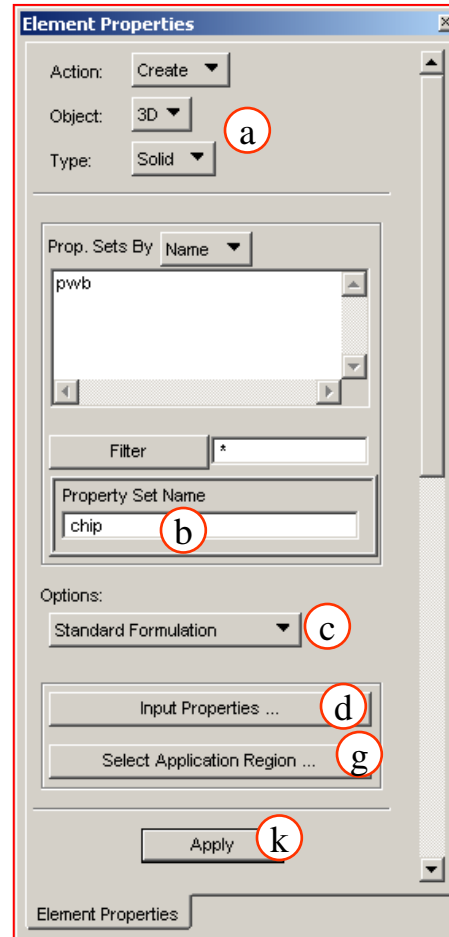 Element Properties
Action: Create
Object: 3D
a
Type: Solid
Prop. Sets By Name
pwb
Filter *
Property Set Name
chip b
Options:
Standard Formulation c
Input Properties ... d
Select Application Region ... g
Apply k
Element Properties